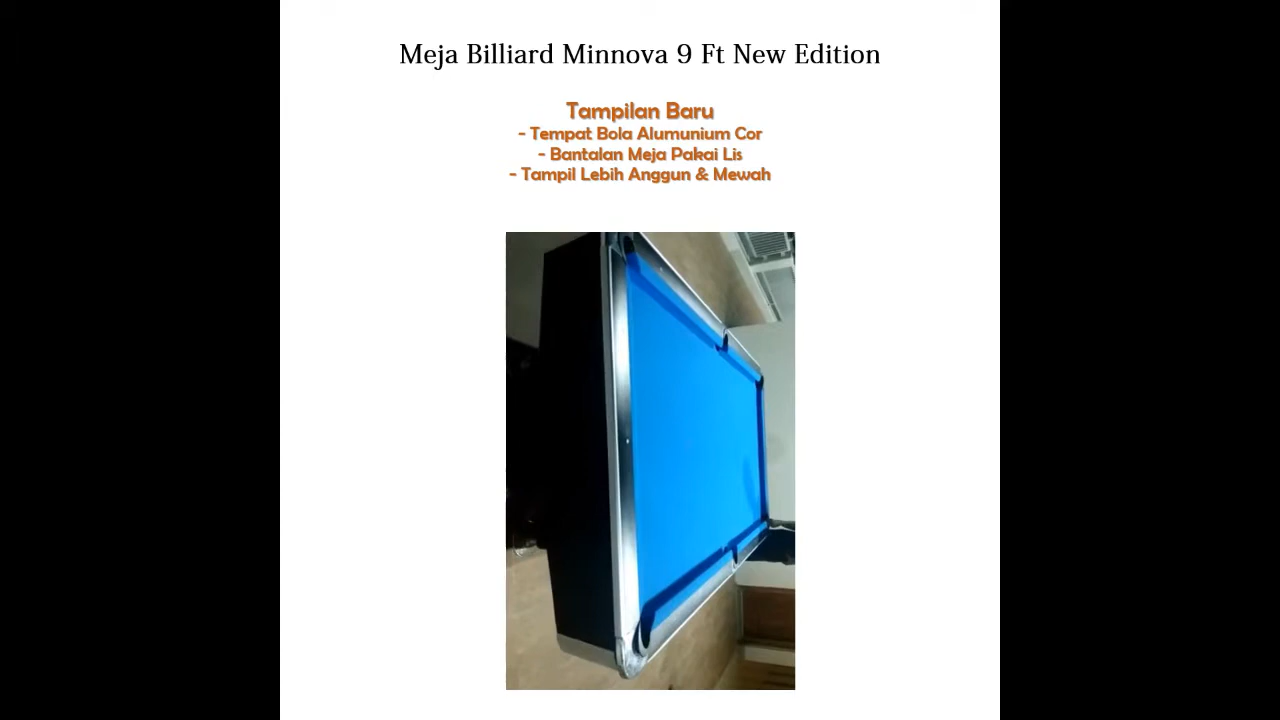 Meja Billiard Minnova 9 Ft New Edition
Tampilan Baru
- Tempat Bola Alumunium Cor
- Bantalan Meja Pakai Lis
- Tampil Lebih Anggun & Mewah